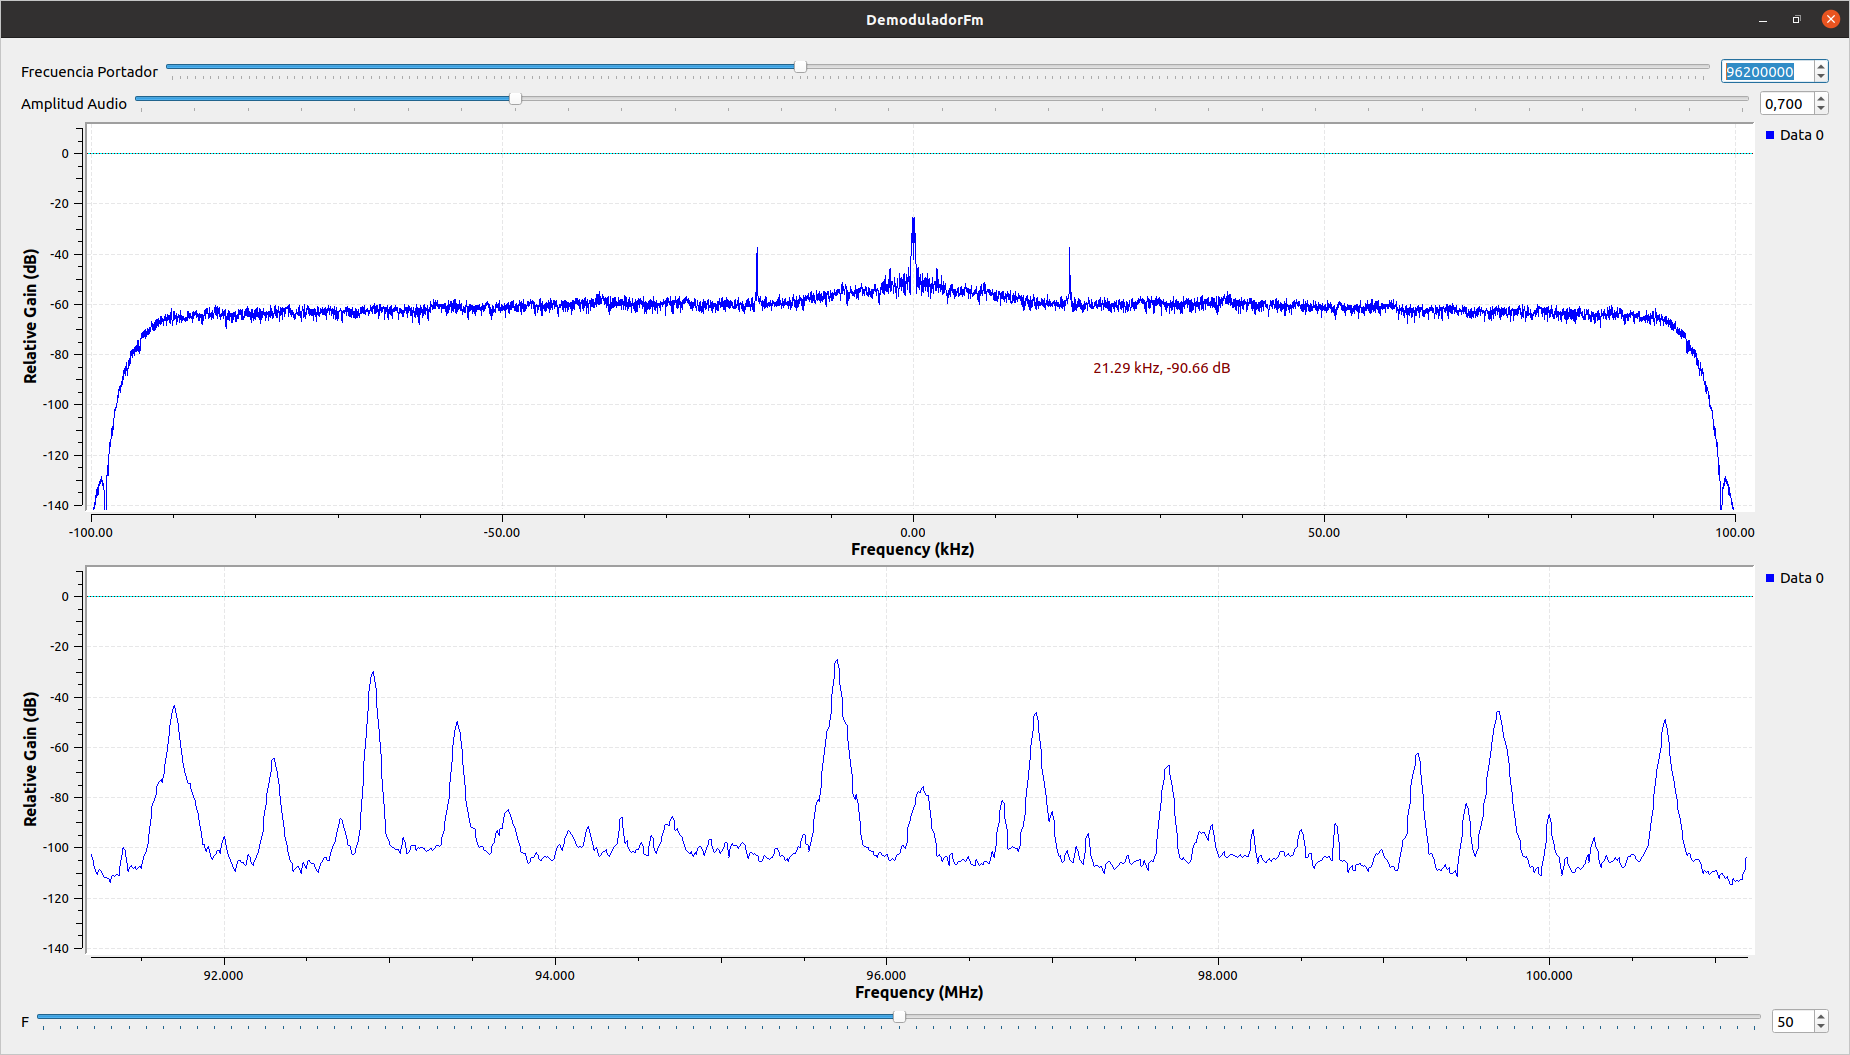 DemoduladorFm
Frecuencia Portador 96200000
Amplitud Audio 0,700
Data 0
Relative Gain (dB)
0
-20
-40
-60
-80
-100
-120
-140
21.29 kHz, -90.66 dB
-100.00 -50.00 0.00 50.00 100.00
Frequency (kHz)
Data 0
Relative Gain (dB)
0
-20
-40
-60
-80
-100
-120
-140
92.000 94.000 96.000 98.000 100.000
Frequency (MHz)
F 50